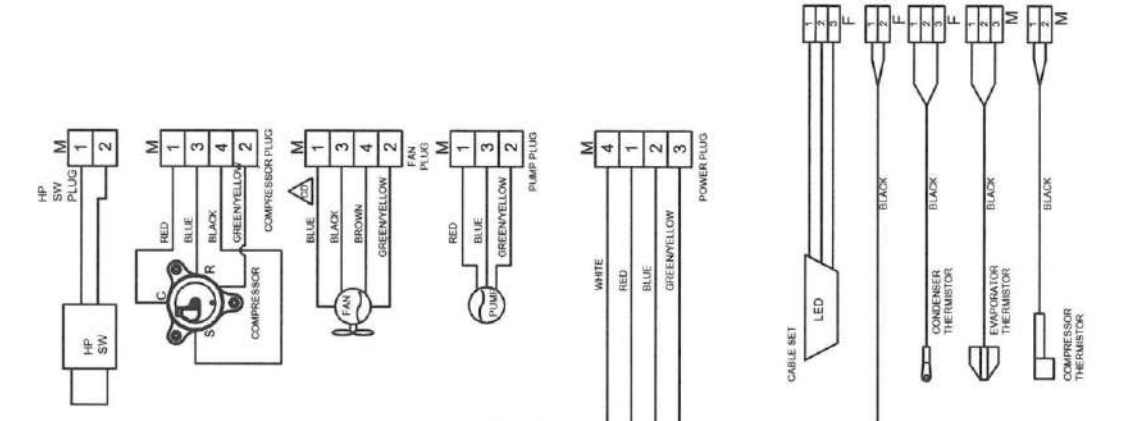 HP
SW
PLUG
M
1
2
HP
SW
M
1
3
4
2
COMPRESSOR PLUG
RED
BLUE
BLACK
GREEN/YELLOW
C
R
S
COMPRESSOR
M
1
3
4
2
FAN
PLUG
BLUE
BLACK
BROWN
GREEN/YELLOW
FAN
M
1
3
2
PUMP PLUG
RED
BLUE
GREEN/YELLOW
PUMP
M
4
1
2
3
POWER PLUG
WHITE
RED
BLUE
GREEN/YELLOW
1
2
3
F
CABLE SET
LED
1
2
F
BLACK
1
2
3
F
BLACK
CONDENSER
THERMISTOR
1
2
3
M
BLACK
EVAPORATOR
THERMISTOR
1
2
M
BLACK
COMPRESSOR
THERMISTOR